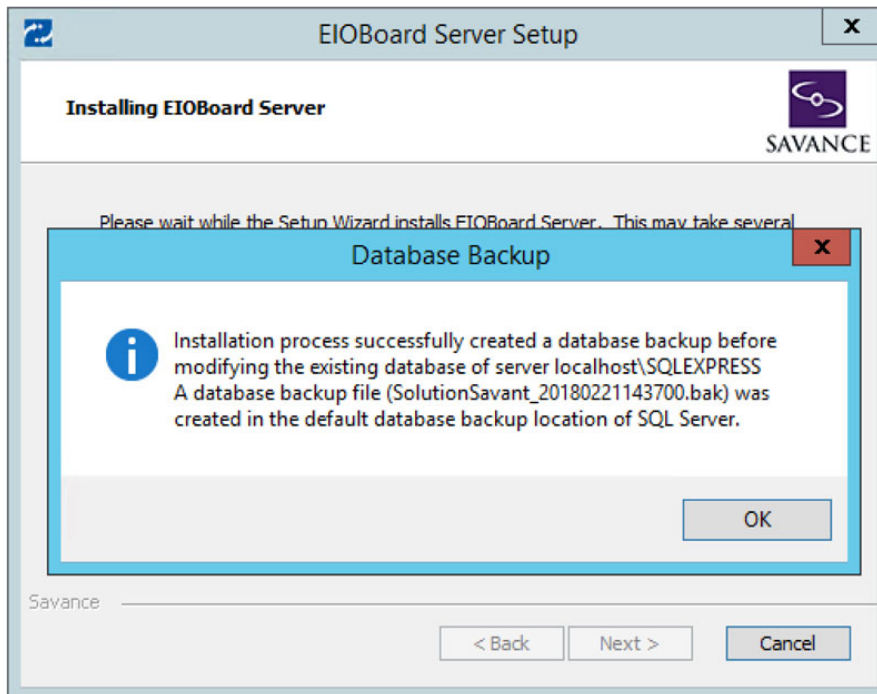 EIOBoard Server Setup
Installing EIOBoard Server
SAVANCE
Please wait while the Setup Wizard installs EIOBoard Server. This may take several
Database Backup
Installation process successfully created a database backup before
modifying the existing database of server localhost\SQLEXPRESS
A database backup file (SolutionSavant_20180221143700.bak) was
created in the default database backup location of SQL Server.
OK
Savance
< Back
Next >
Cancel